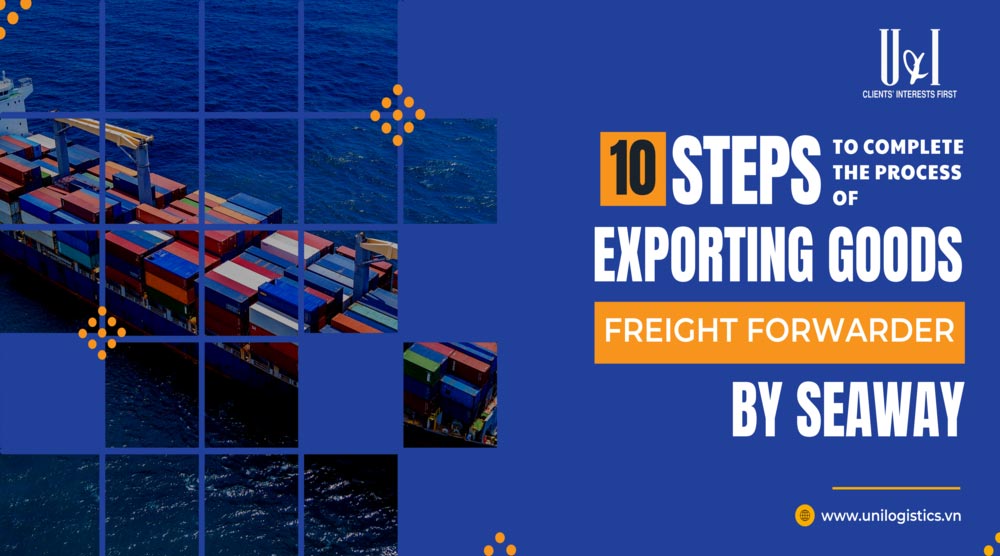 U&I
CLIENTS' INTERESTS FIRST
10 STEPS
TO COMPLETE
THE PROCESS
OF
EXPORTING GOODS
FREIGHT FORWARDER
BY SEAWAY
www.unilogistics.vn